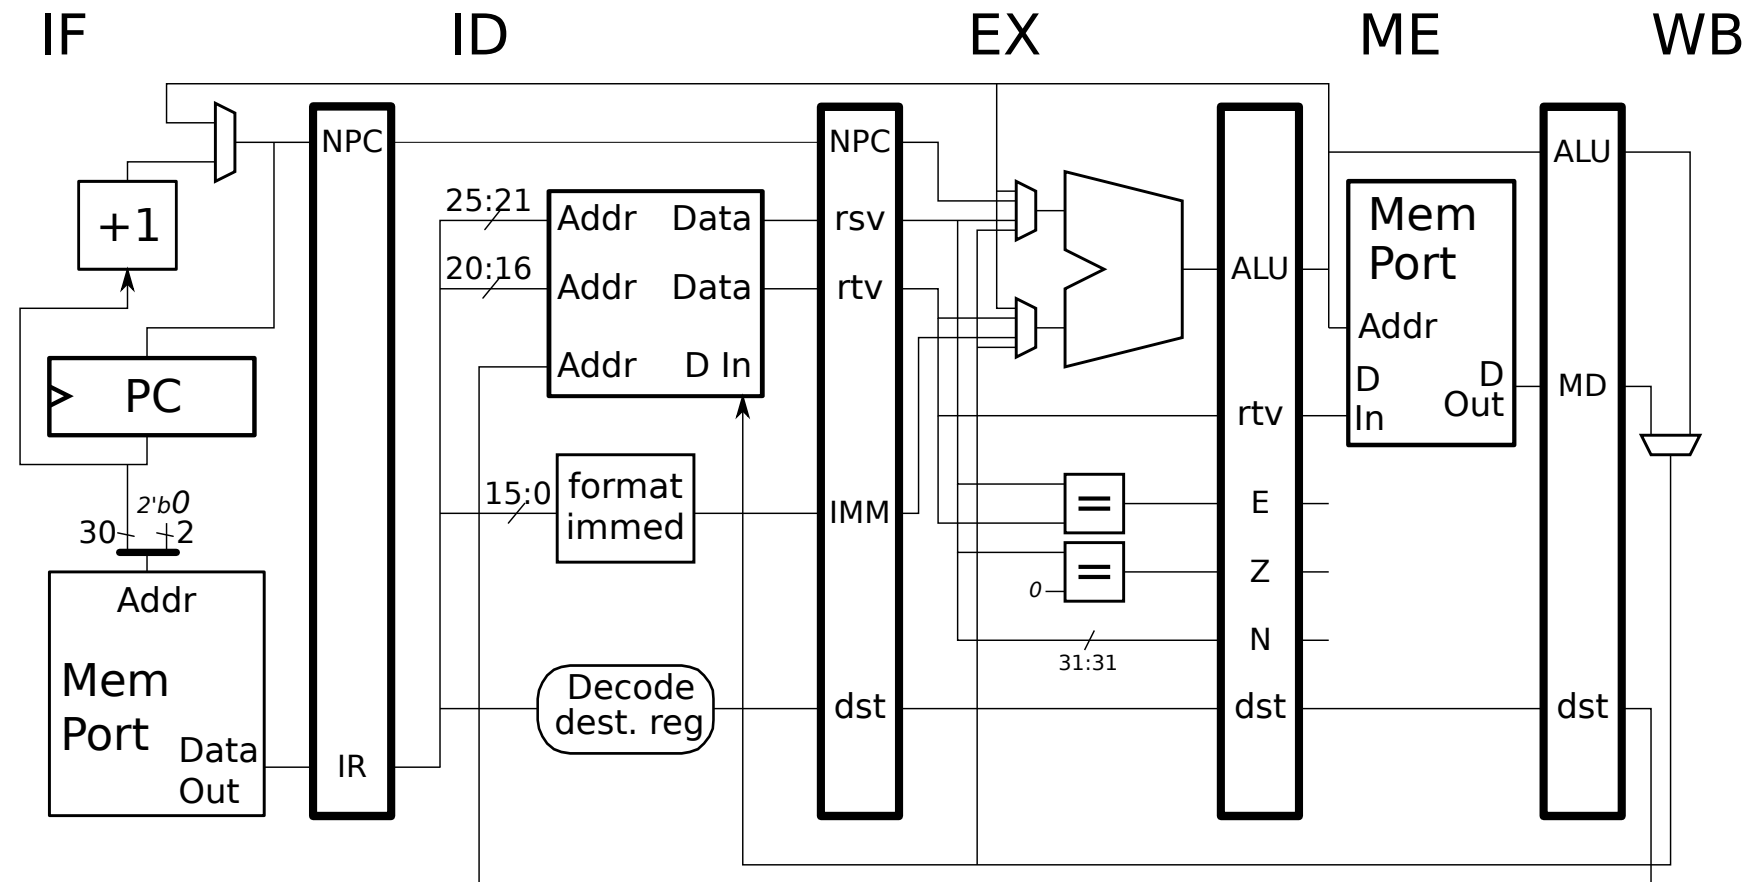 IF
ID
EX
ME
WB
NPC
+1
PC
2'b0
30
2
Addr
Mem
Port
Data
Out
IR
25:21
20:16
Addr
Data
Addr
Data
Addr
D In
15:0
format
immed
Decode
dest. reg
NPC
rsv
rtv
IMM
dst
=
=
0
31:31
ALU
rtv
E
Z
N
dst
Mem
Port
Addr
D
In
D
Out
ALU
MD
dst